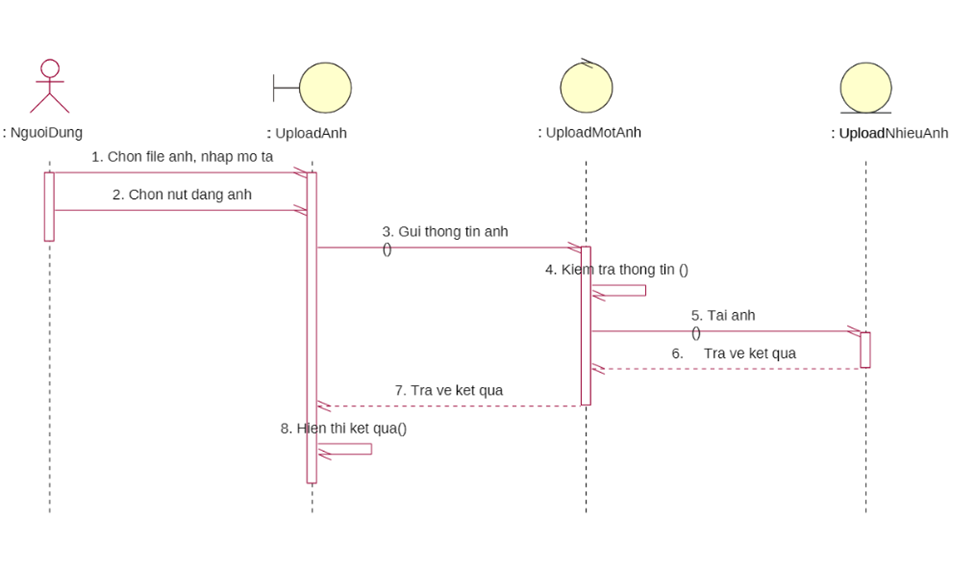 : NguoiDung
: UploadAnh
: UploadMotAnh
: UploadNhieuAnh
1. Chon file anh, nhap mo ta
2. Chon nut dang anh
3. Gui thong tin anh
()
4. Kiem tra thong tin ()
5. Tai anh
()
6. Tra ve ket qua
7. Tra ve ket qua
8. Hien thi ket qua()